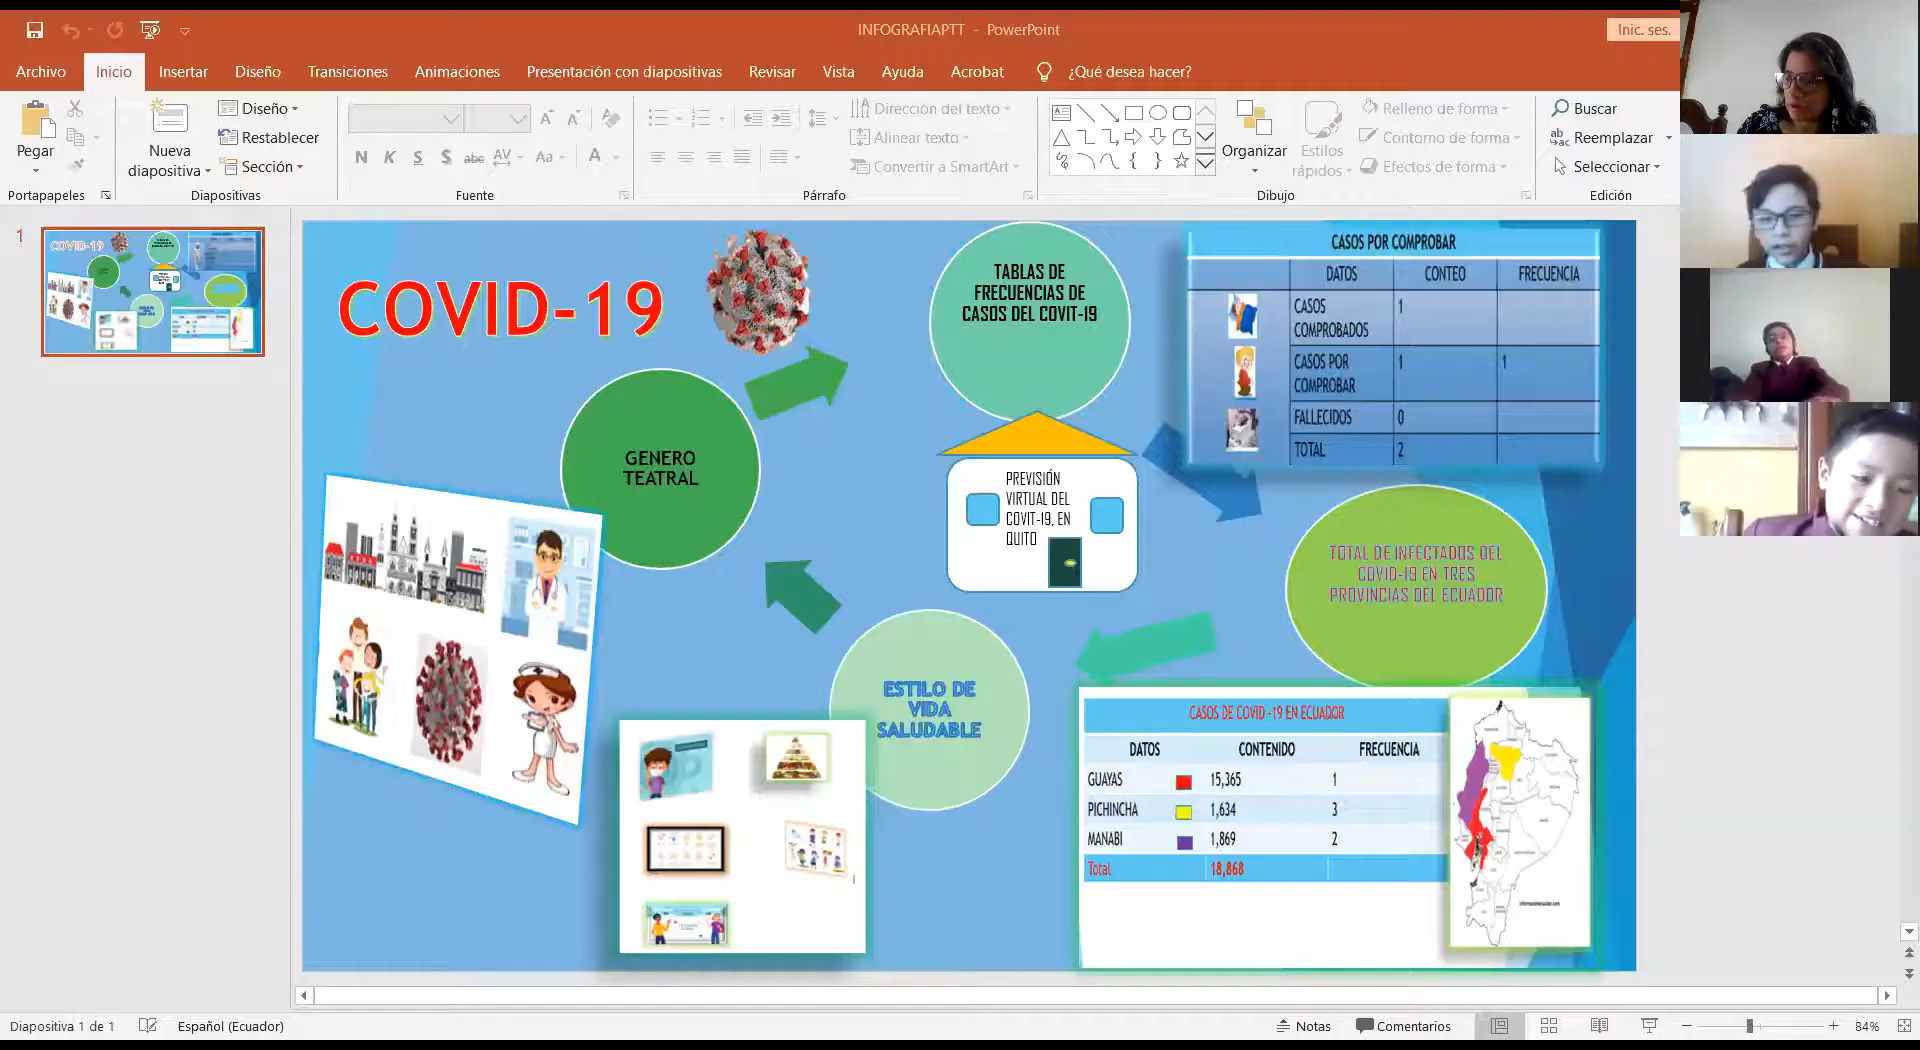 INFOGRAFIAPTT - PowerPoint
Inic. ses.
Archivo Inicio Insertar Diseño Transiciones Animaciones Presentación con diapositivas Revisar Vista Ayuda Acrobat ¿Qué desea hacer?
Pegar
Portapapeles
Nueva
diapositiva
Diseño
Restablecer
Sección
Diapositivas
N K S S abc AV Aa A
Fuente
Párrafo
Dirección del texto
Alinear texto
Convertir a SmartArt
Organizar
Estilos
rápidos
Relleno de forma
Contorno de forma
Efectos de forma
Dibujo
Buscar
Reemplazar
Seleccionar
Edición
1
COVID-19
TABLAS DE
FRECUENCIAS DE
CASOS DEL COVIT-19
CASOS POR COMPROBAR
DATOS CONTEO FRECUENCIA
CASOS
COMPROBADOS 1
CASOS POR
COMPROBAR 1 1
FALLECIDOS 0
TOTAL 2
GENERO
TEATRAL
PREVISIÓN
VIRTUAL DEL
COVIT-19, EN
QUITO
TOTAL DE INFECTADOS DEL
COVID-19 EN TRES
PROVINCIAS DEL ECUADOR
ESTILO DE
VIDA
SALUDABLE
CASOS DE COVID -19 EN ECUADOR
DATOS CONTENIDO FRECUENCIA
GUAYAS 15,365 1
PICHINCHA 1,634 3
MANABI 1,869 2
Total 18,868
Diapositiva 1 de 1 Español (Ecuador) Notas Comentarios 84%